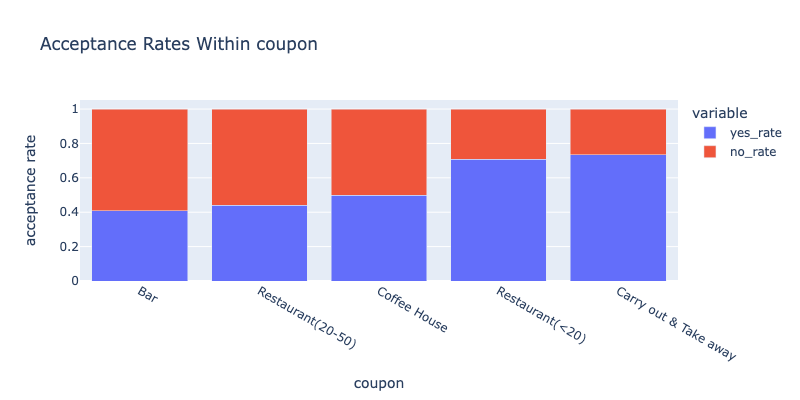 Acceptance Rates Within coupon
variable
yes_rate
no_rate
acceptance rate
1
0.8
0.6
0.4
0.2
0
Bar
Restaurant(20-50)
Coffee House
Restaurant(<20)
Carry out & Take away
coupon